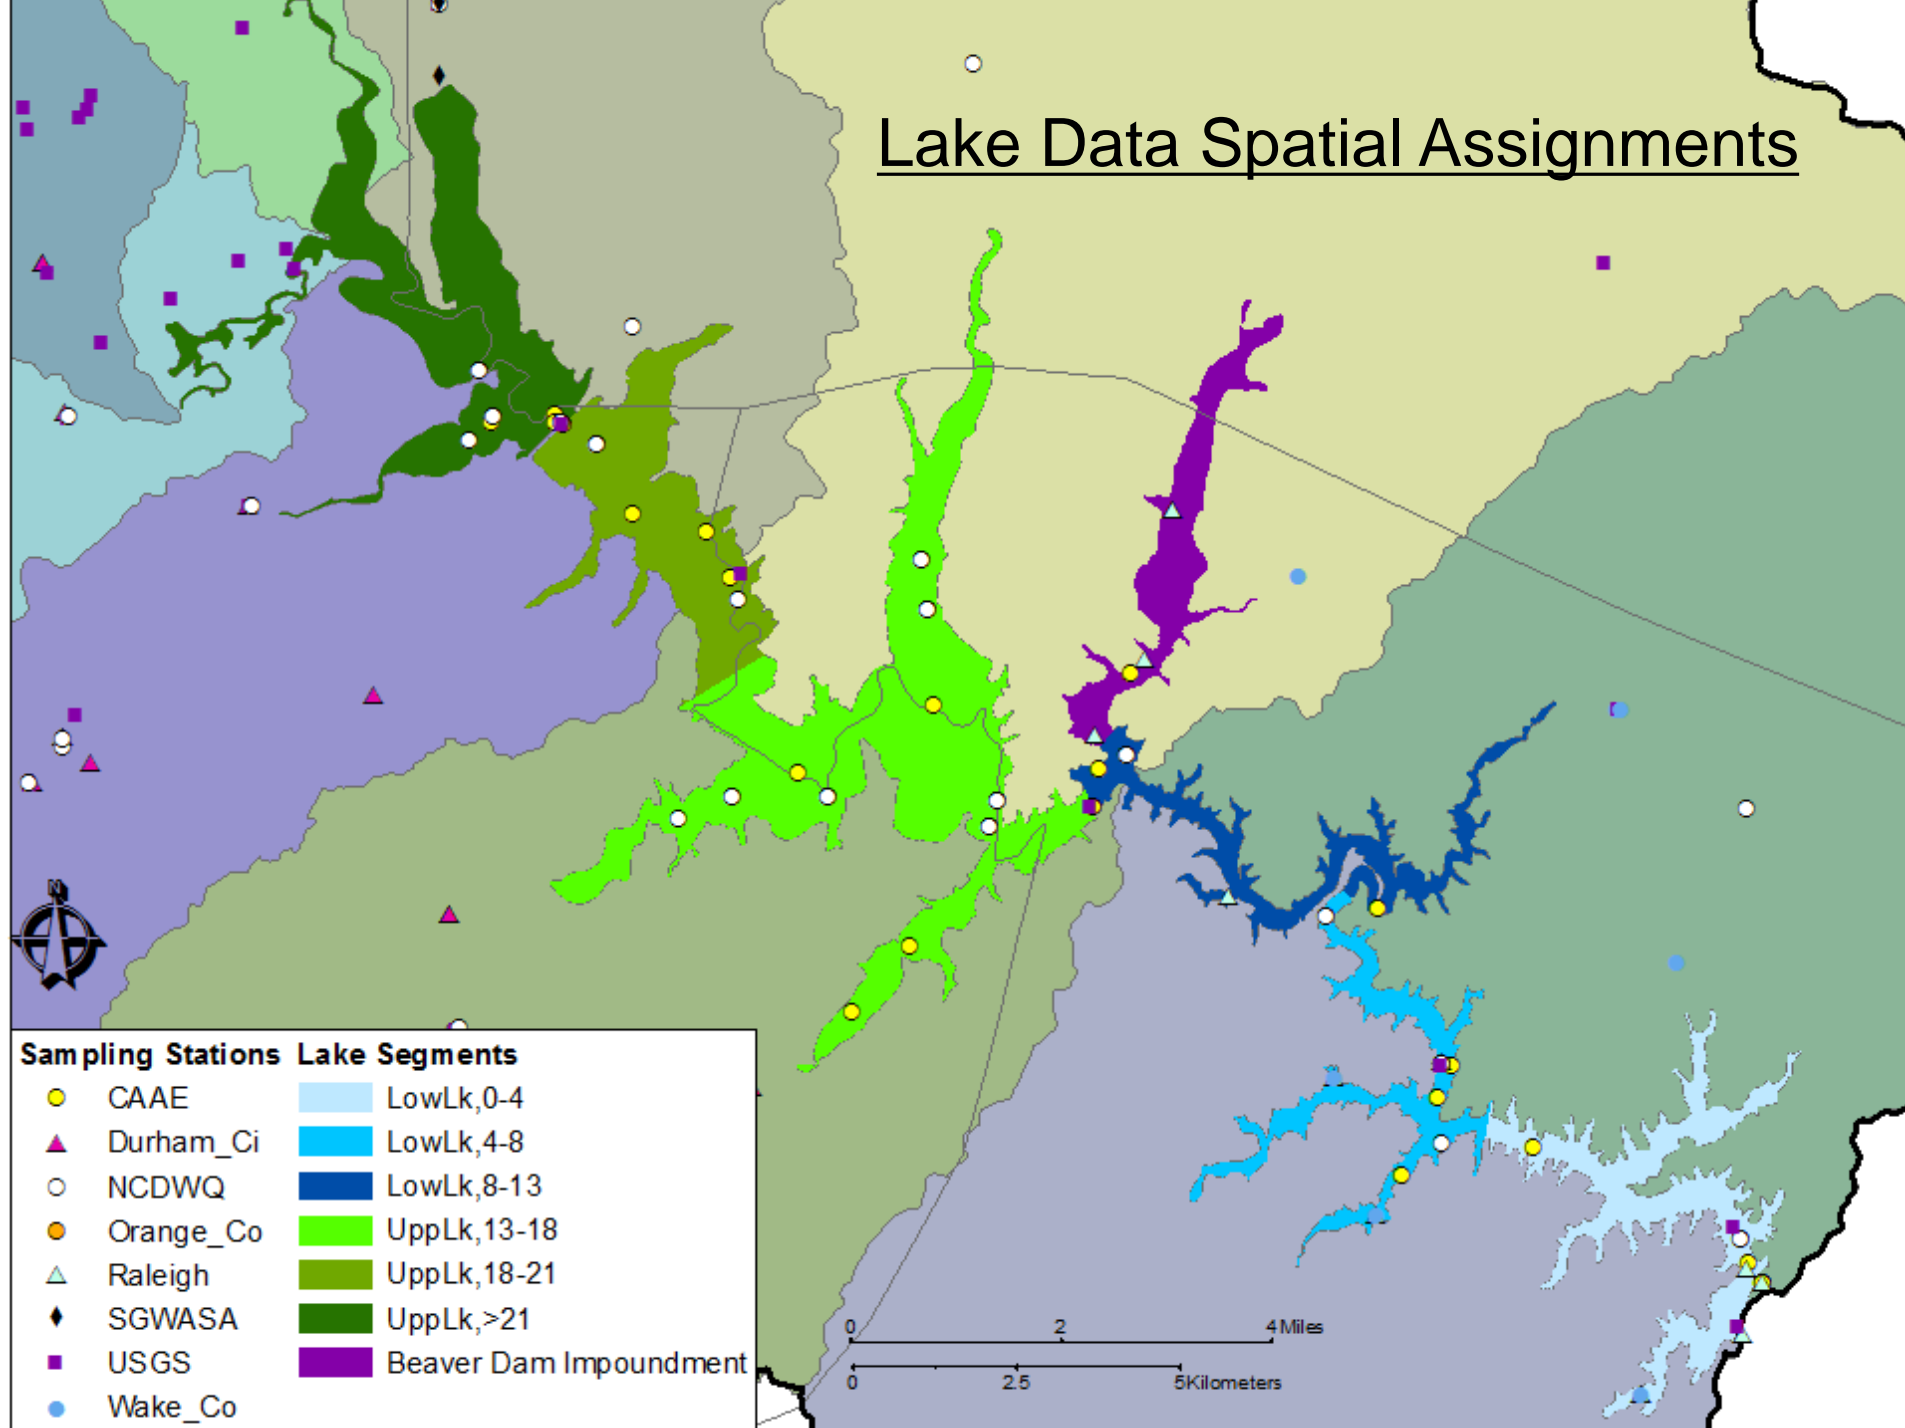 Lake Data Spatial Assignments
N
Sampling Stations Lake Segments
CAAE LowLk,0-4
Durham_Ci LowLk,4-8
NCDWQ LowLk,8-13
Orange_Co UppLk,13-18
Raleigh UppLk,18-21
SGWASA UppLk,>21
USGS Beaver Dam Impoundment
Wake_Co
0 2 4 Miles
0 2.5 5 Kilometers